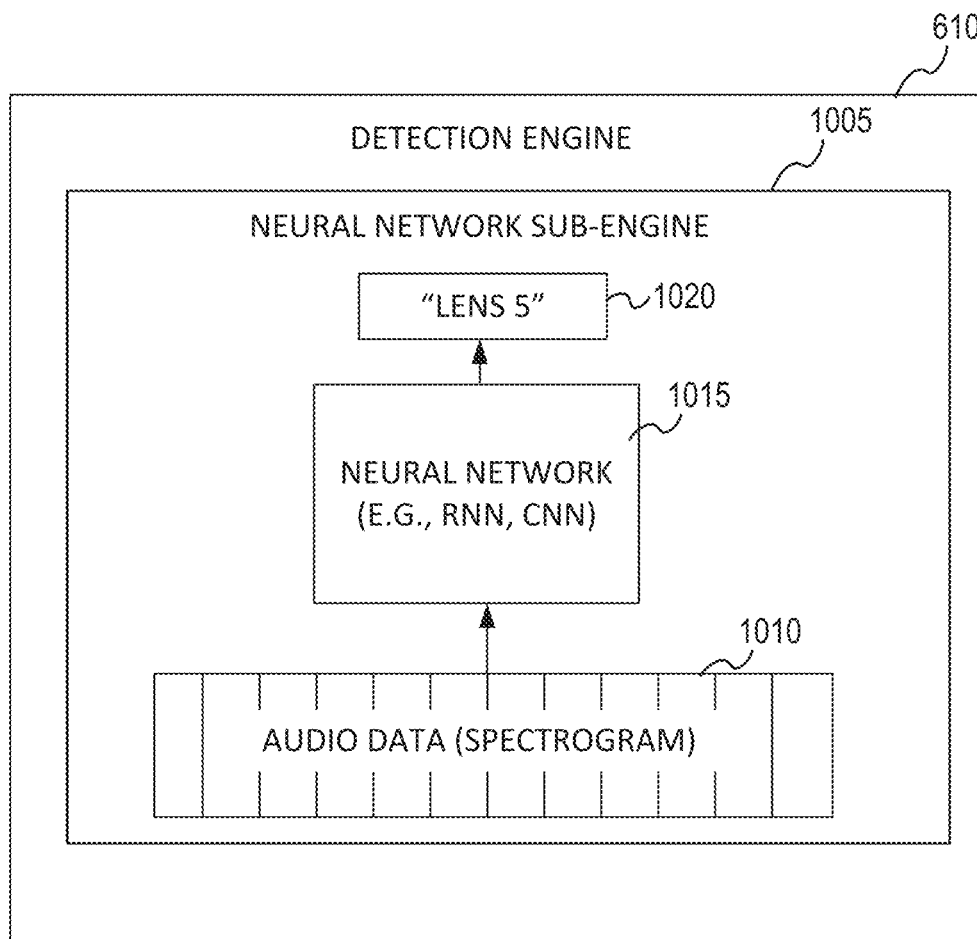 610
DETECTION ENGINE
1005
NEURAL NETWORK SUB-ENGINE
“LENS 5”
1020
1015
NEURAL NETWORK
(E.G., RNN, CNN)
1010
AUDIO DATA (SPECTROGRAM)